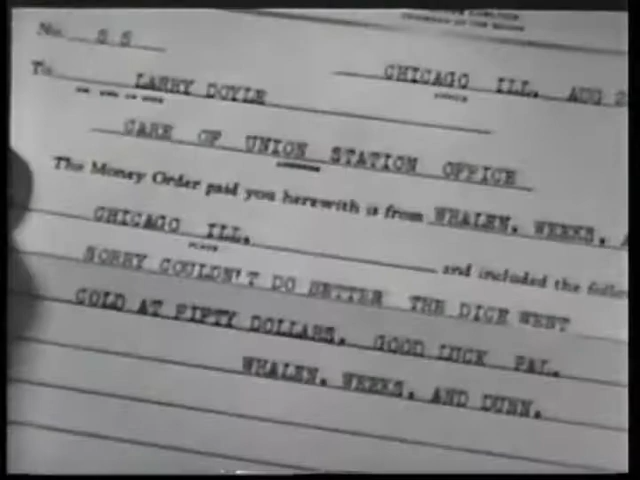 No. 55
CHICAGO ILL. AUG 2
To LARRY DOYLE
CARE OF UNION STATION OFFICE
The Money Order paid you herewith is from WHALEN, WEEKS, A
CHICAGO ILL. and included the follow
PLACE
SORRY COULDN'T DO BETTER THE DICE WENT
COLD AT FIFTY DOLLARS. GOOD LUCK PAL.
WHALEN, WEEKS, AND DUNN.